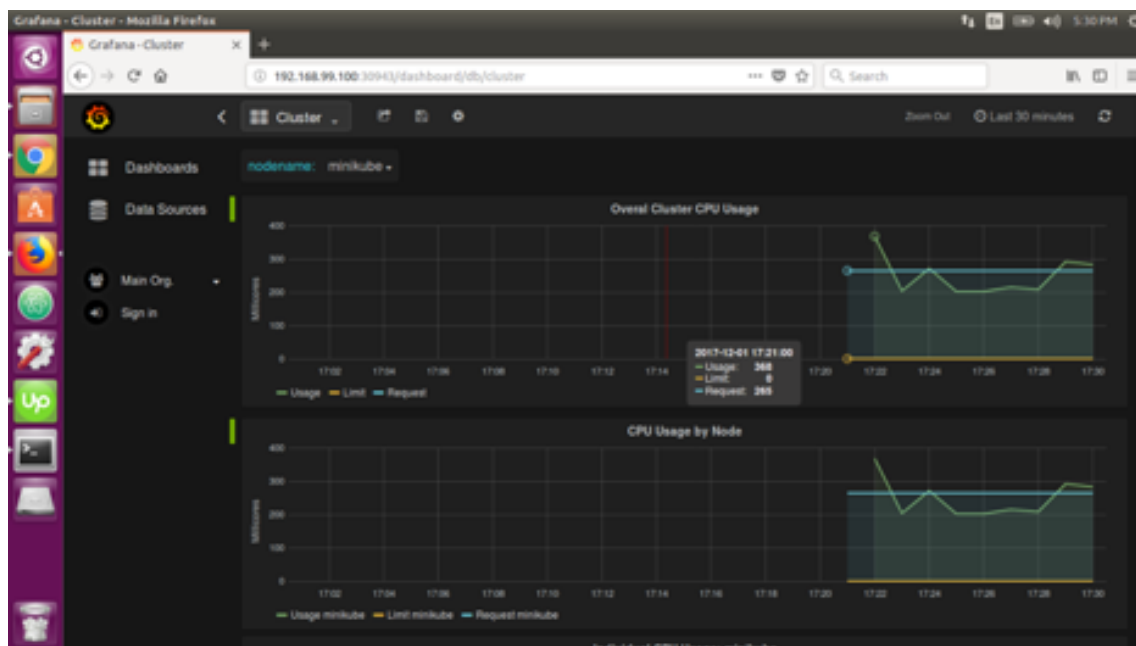 Grafana - Cluster - Mozilla Firefox
En 5:30 PM
Grafana - Cluster
192.168.99.100:30943/dashboard/db/cluster
Search
Cluster
Zoom Out Last 30 minutes
Dashboards
nodename: minikube
Data Sources
Main Org.
Sign in
Overal Cluster CPU Usage
400
300
200
100
0
Millicores
17:02 17:04 17:06 17:08 17:10 17:12 17:14 17:20 17:22 17:24 17:26 17:28 17:30
2017-12-01 17:21:00
Usage: 368
Limit: 0
Request: 265
Usage Limit Request
CPU Usage by Node
400
300
200
100
0
Millicores
17:02 17:04 17:06 17:08 17:10 17:12 17:14 17:16 17:18 17:20 17:22 17:24 17:26 17:28 17:30
Usage minikube Limit minikube Request minikube
Up